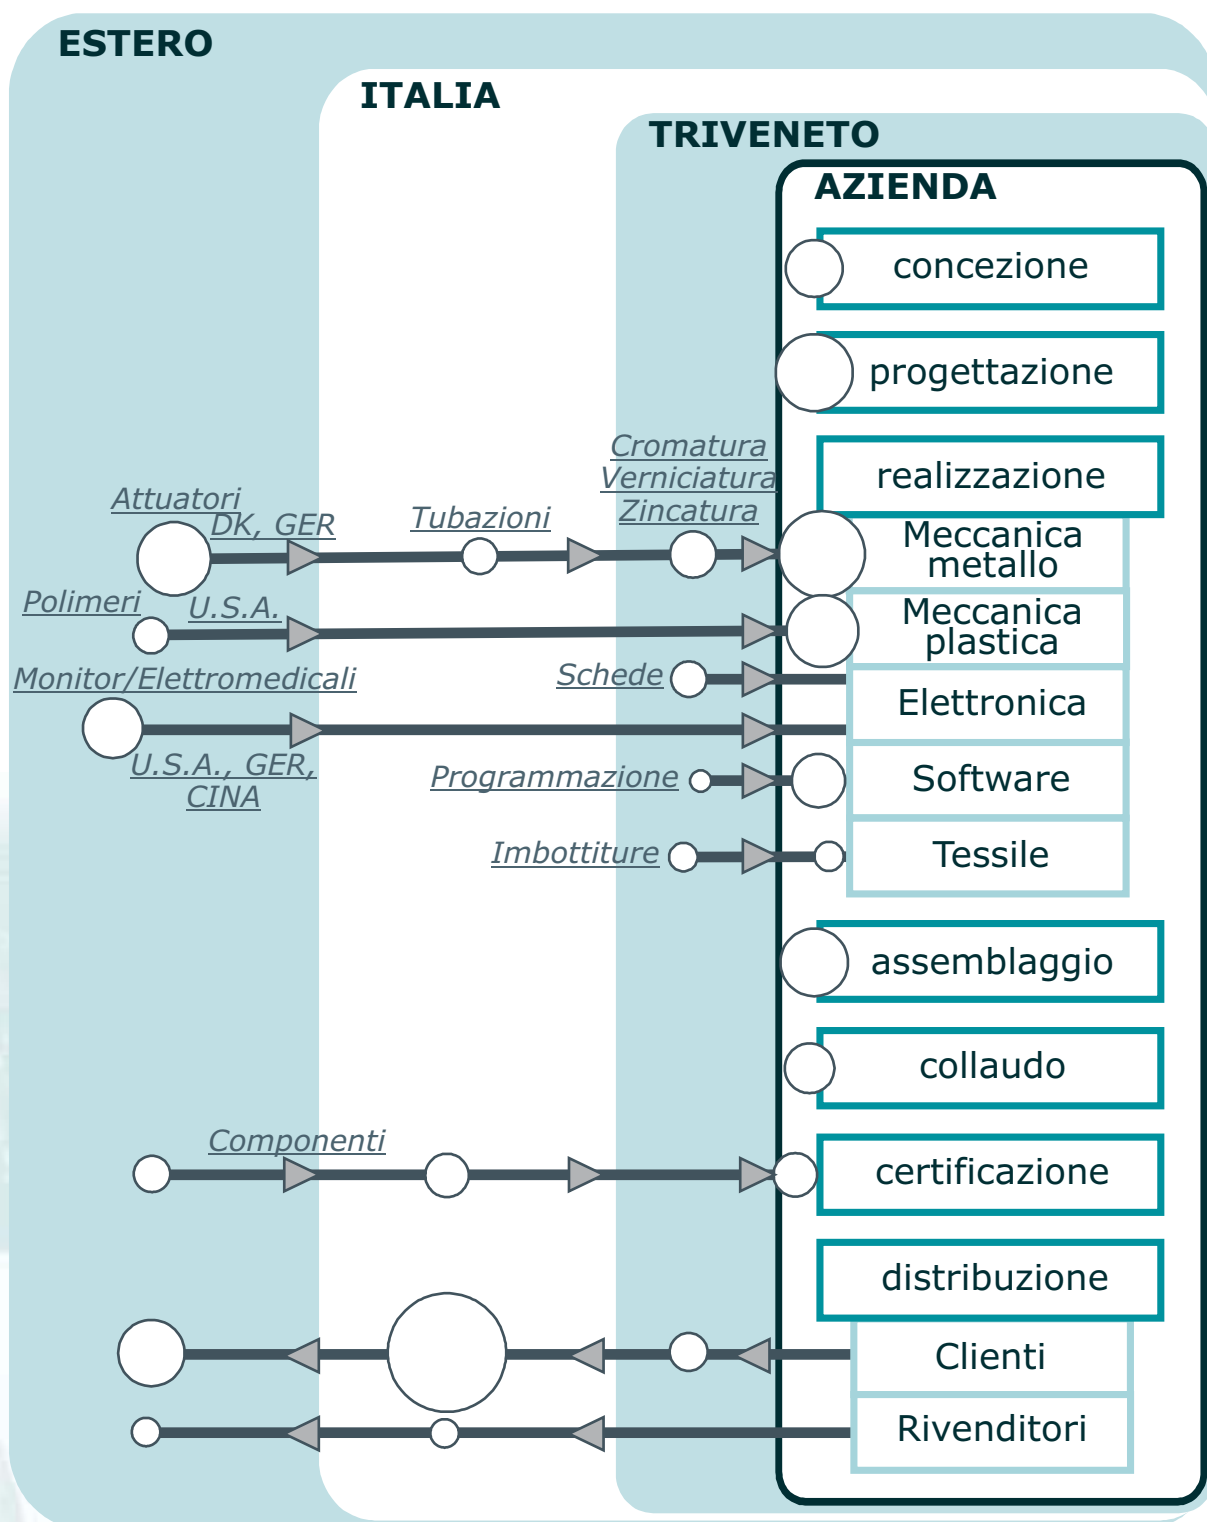 ESTERO
ITALIA
TRIVENETO
AZIENDA
concezione
progettazione
realizzazione
Cromatura
Verniciatura
Zincatura
Attuatori
DK, GER
Tubazioni
Meccanica
metallo
Polimeri
U.S.A.
Meccanica
plastica
Monitor/Elettromedicali
Schede
Elettronica
U.S.A., GER,
CINA
Programmazione
Software
Imbottiture
Tessile
assemblaggio
collaudo
Componenti
certificazione
distribuzione
Clienti
Rivenditori